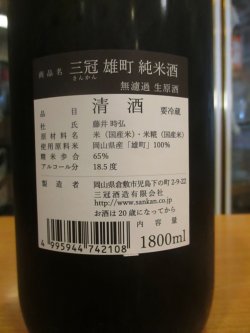 商品名 三冠 雄町 純米酒
さんかん
無濾過 生原酒
品目 清酒 要冷蔵
杜氏 藤井 時弘
原材料名 米(国産米)・米糀(国産米)
使用原料米 岡山県産「雄町」100%
精米歩合 65%
アルコール分 18.5度
製造者 岡山県倉敷市児島下の町2-9-22
三冠酒造有限会社
http://www.sankan.co.jp
お酒は20歳になってから
内容量
1800ml
4 995944 742108